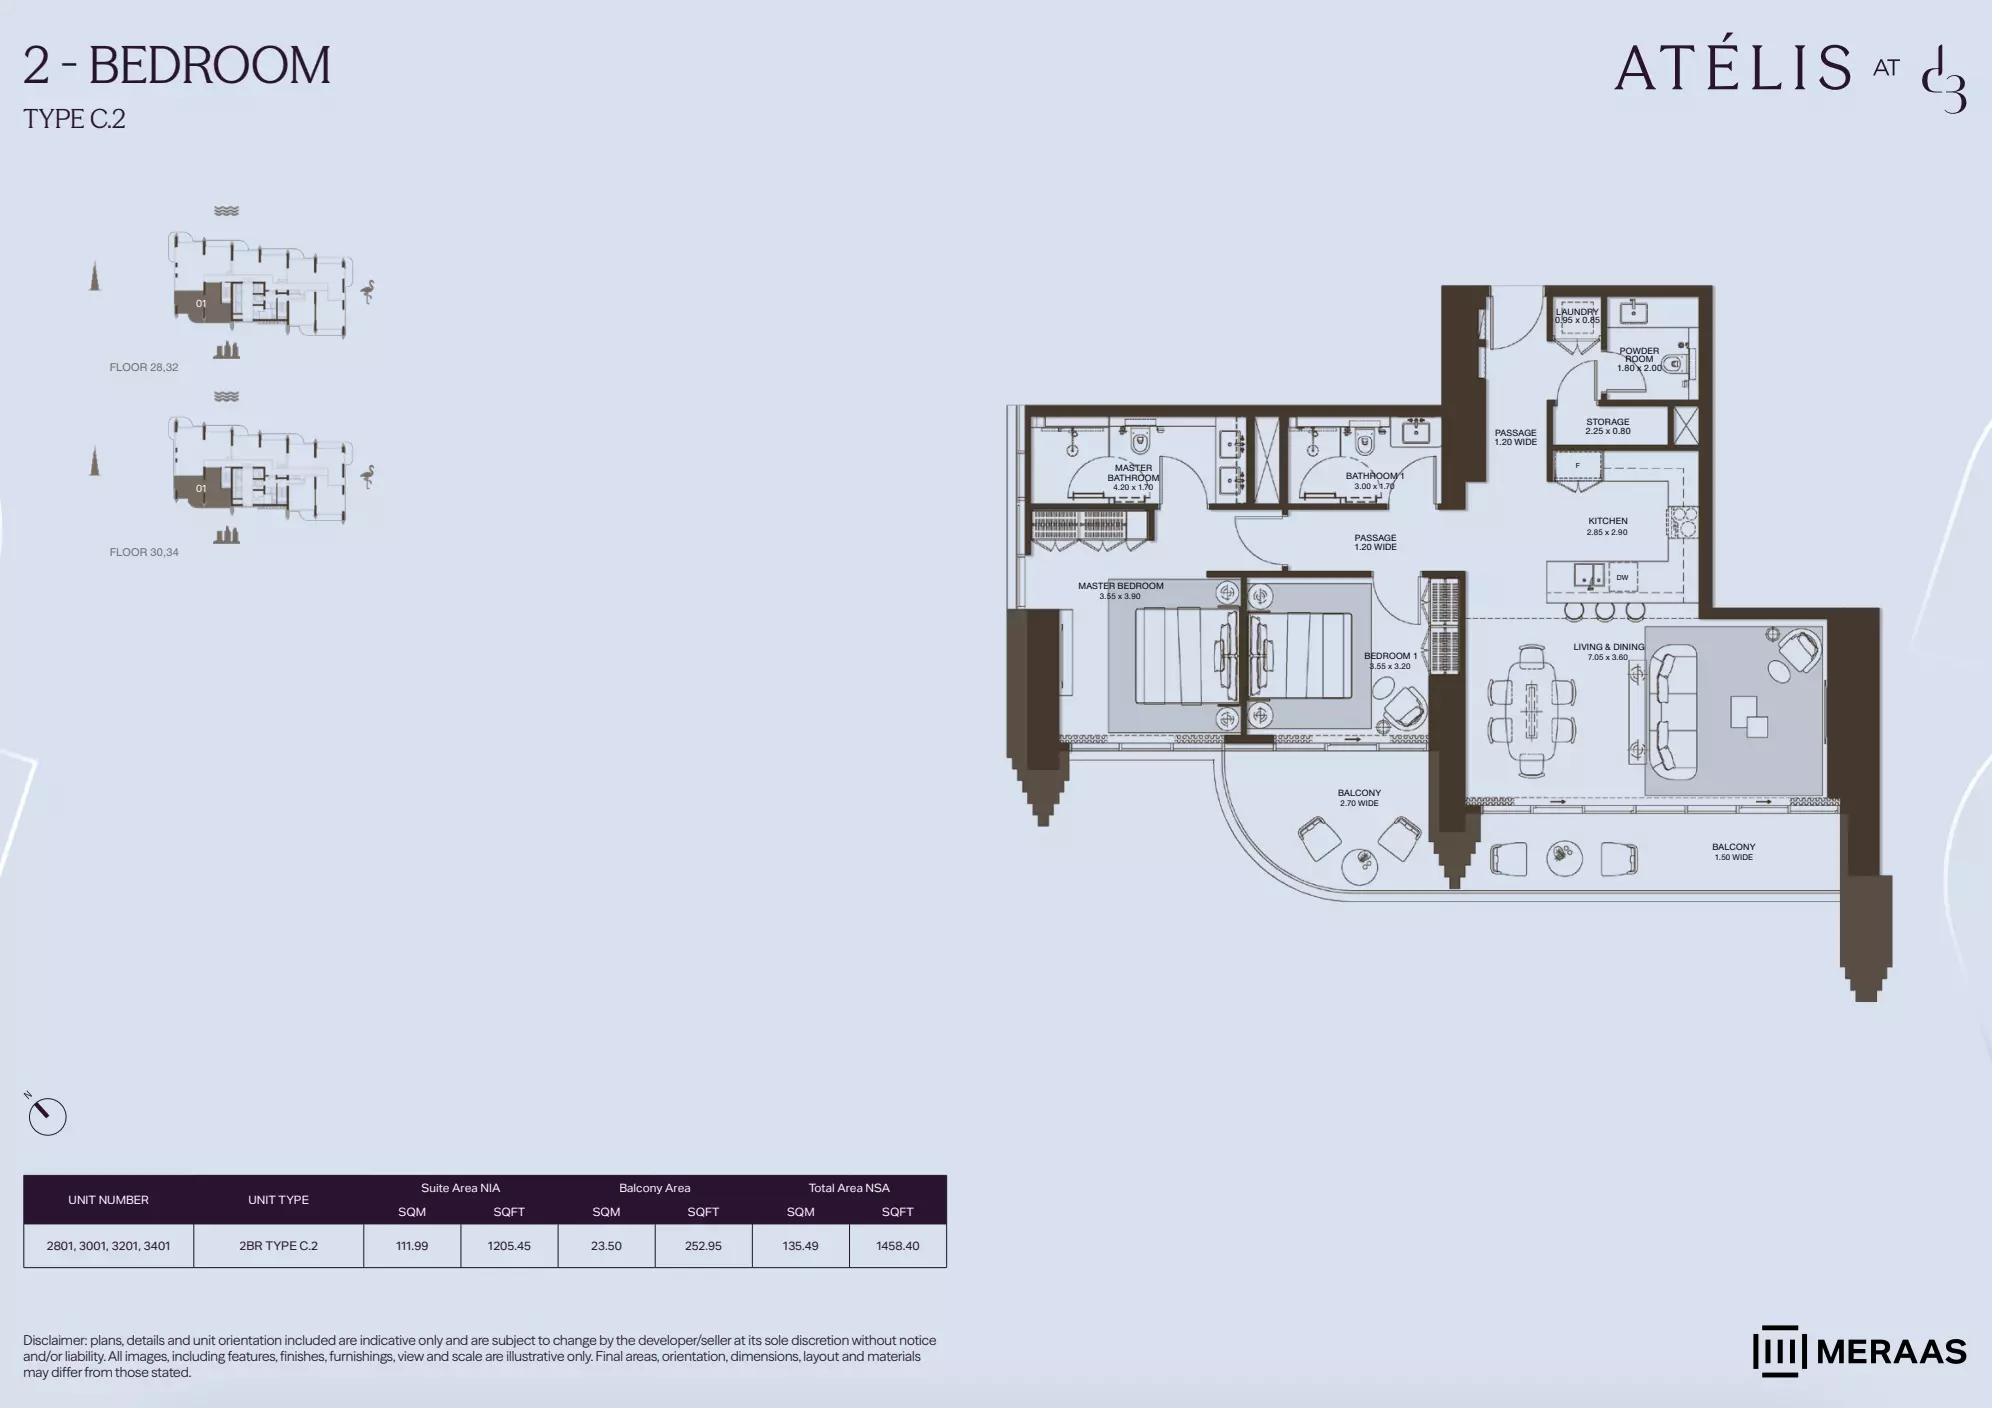 2 - BEDROOM
TYPE C.2
ATÉLIS AT d3
01
FLOOR 28,32
01
FLOOR 30,34
LAUNDRY
0.95 x 0.85
POWDER
ROOM
1.80 x 2.00
STORAGE
2.25 x 0.80
PASSAGE
1.20 WIDE
F
MASTER
BATHROOM
4.20 x 1.70
BATHROOM 1
3.00 x 1.70
KITCHEN
2.85 x 2.90
PASSAGE
1.20 WIDE
DW
MASTER BEDROOM
3.55 x 3.90
BEDROOM 1
3.55 x 3.20
LIVING & DINING
7.05 x 3.60
BALCONY
2.70 WIDE
BALCONY
1.50 WIDE
N
UNIT NUMBER UNIT TYPE Suite Area NIA Balcony Area Total Area NSA
SQM SQFT SQM SQFT SQM SQFT
2801, 3001, 3201, 3401 2BR TYPE C.2 111.99 1205.45 23.50 252.95 135.49 1458.40
Disclaimer: plans, details and unit orientation included are indicative only and are subject to change by the developer/seller at its sole discretion without notice
and/or liability. All images, including features, finishes, furnishings, view and scale are illustrative only. Final areas, orientation, dimensions, layout and materials
may differ from those stated.
MERAAS